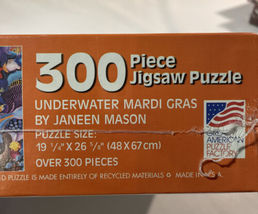 300 Piece
Jigsaw Puzzle
UNDERWATER MARDI GRAS
BY JANEEN MASON
PUZZLE SIZE:
19 1/4" X 26 5/8" (48 X 67cm)
OVER 300 PIECES
PUZZLE IS MADE ENTIRELY OF RECYCLED MATERIALS ♲ MADE IN
AMERICAN
PUZZLE
FACTORY